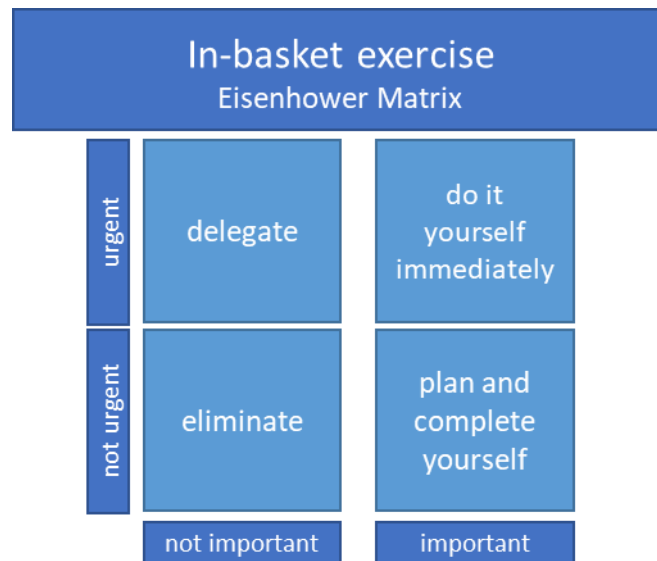 In-basket exercise
Eisenhower Matrix
urgent
delegate
do it
yourself
immediately
not urgent
eliminate
plan and
complete
yourself
not important
important